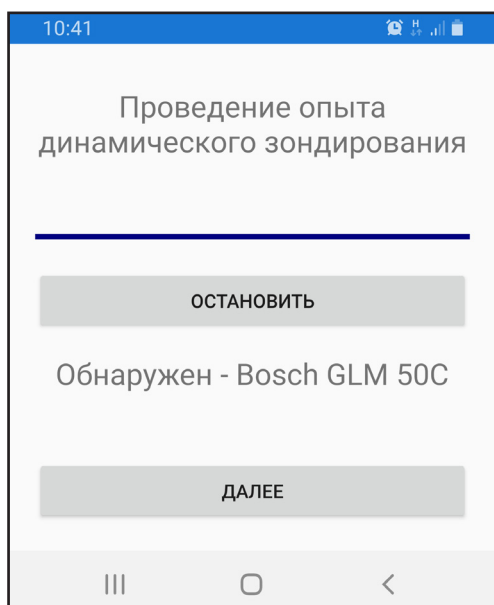 10:41
H
Проведение опыта
динамического зондирования
ОСТАНОВИТЬ
Обнаружен - Bosch GLM 50C
ДАЛЕЕ